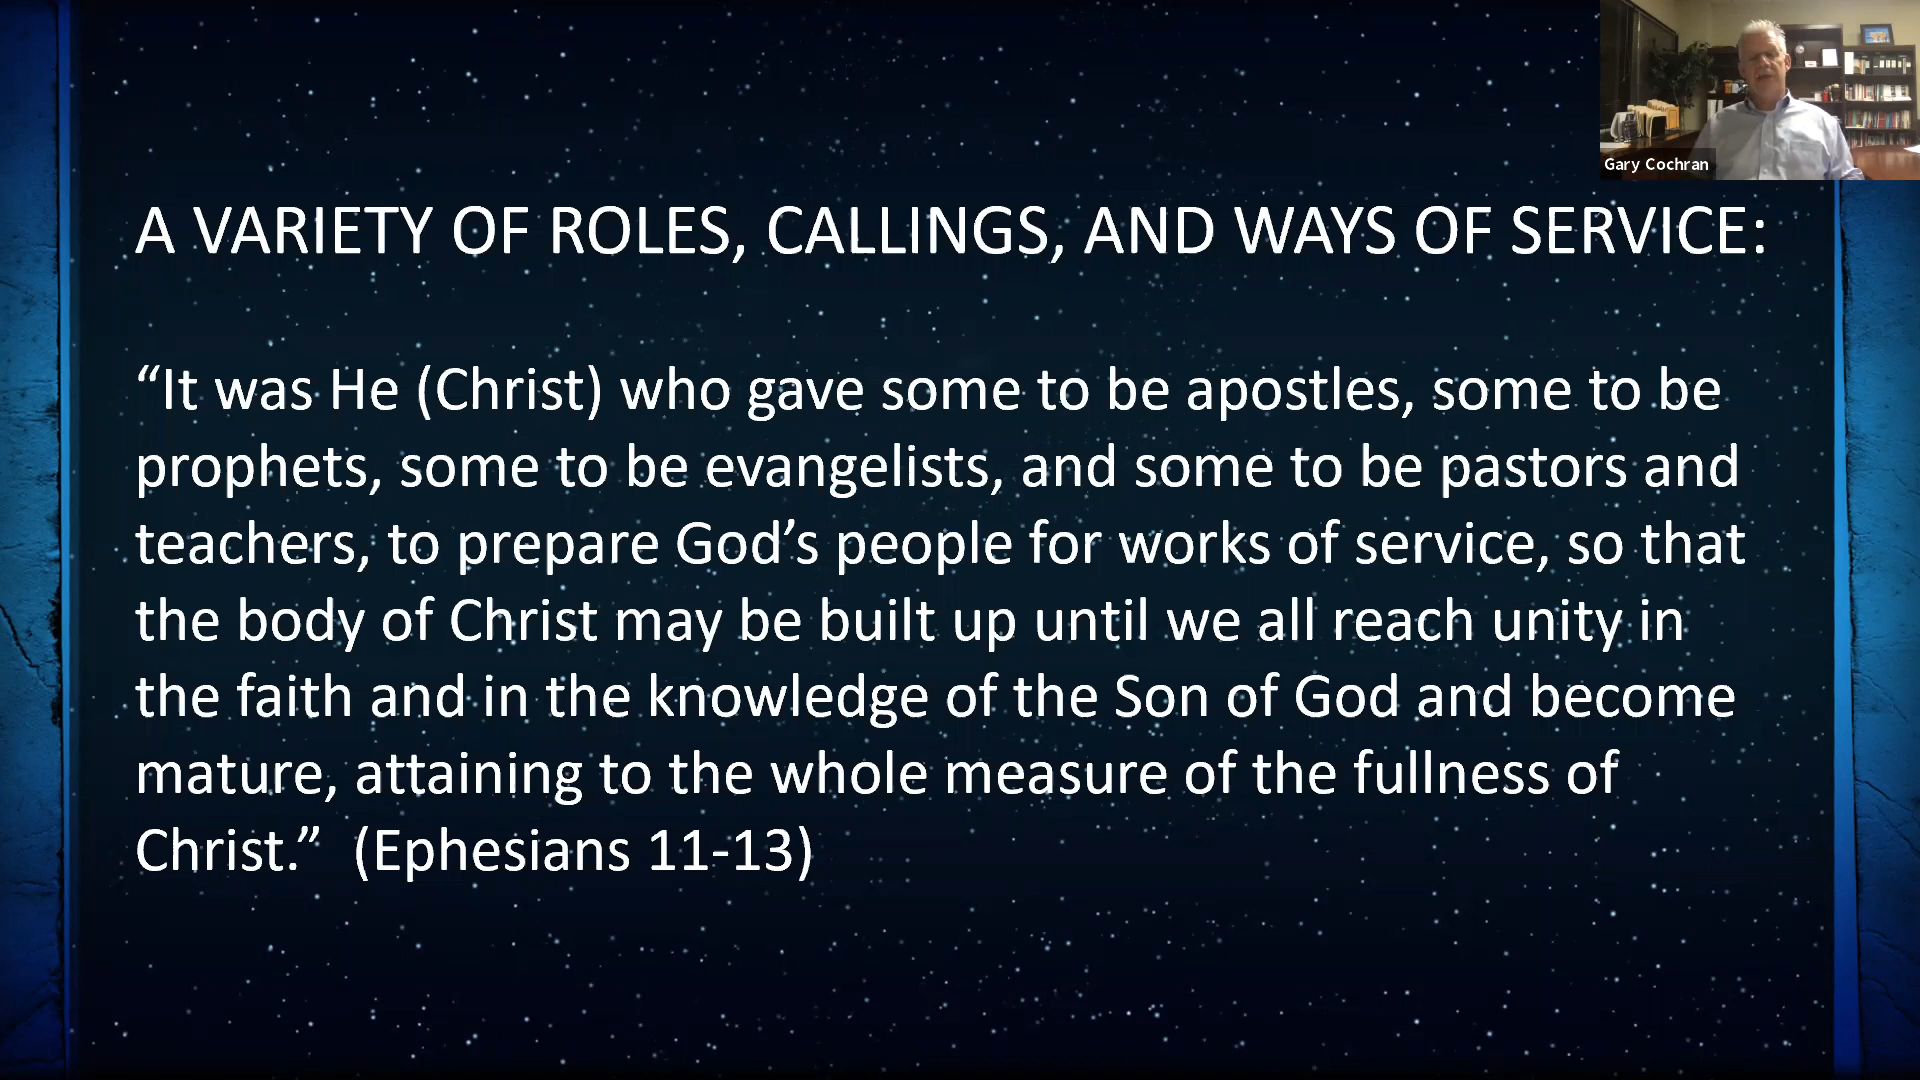 Gary Cochran
A VARIETY OF ROLES, CALLINGS, AND WAYS OF SERVICE:
“It was He (Christ) who gave some to be apostles, some to be
prophets, some to be evangelists, and some to be pastors and
teachers, to prepare God’s people for works of service, so that
the body of Christ may be built up until we all reach unity in
the faith and in the knowledge of the Son of God and become
mature, attaining to the whole measure of the fullness of
Christ.”  (Ephesians 11-13)